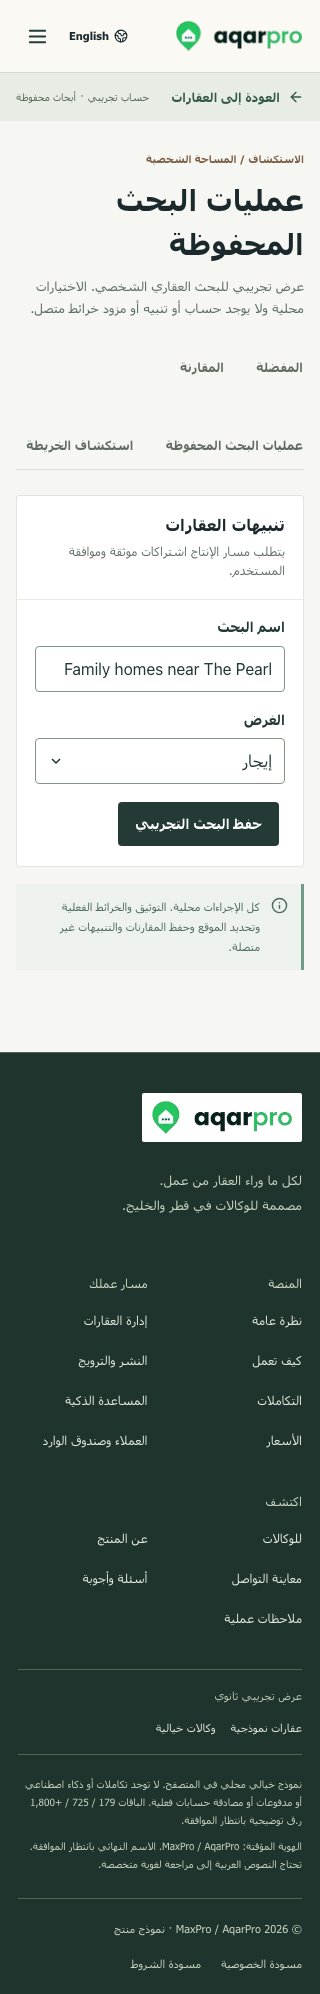 aqarpro
English
العودة إلى العقارات
حساب تجريبي · أبحاث محفوظة
الاستكشاف / المساحة الشخصية
عمليات البحث
المحفوظة
عرض تجريبي للبحث العقاري الشخصي. الاختيارات
محلية ولا يوجد حساب أو تنبيه أو مزود خرائط متصل.
المفضلة
المقارنة
عمليات البحث المحفوظة
استكشاف الخريطة
تنبيهات العقارات
يتطلب مسار الإنتاج اشتراكات موثقة وموافقة
المستخدم.
اسم البحث
Family homes near The Pearl
الغرض
إيجار
حفظ البحث التجريبي
كل الإجراءات محلية. التوثيق والخرائط الفعلية
وتحديد الموقع وحفظ المقارنات والتنبيهات غير
متصلة.
aqarpro
لكل ما وراء العقار من عمل.
مصممة للوكالات في قطر والخليج.
المنصة
نظرة عامة
كيف تعمل
التكاملات
الأسعار
مسار عملك
إدارة العقارات
النشر والترويج
المساعدة الذكية
العملاء وصندوق الوارد
اكتشف
للوكالات
عن المنتج
معاينة التواصل
أسئلة وأجوبة
ملاحظات عملية
عرض تجريبي ثانوي
عقارات نموذجية
وكالات خيالية
نموذج خيالي محلي في المتصفح. لا توجد تكاملات أو ذكاء اصطناعي
أو مدفوعات أو مصادقة حسابات فعلية. الباقات 179 / 725 / +1,800
ر.ق توضيحية بانتظار الموافقة.
الهوية المؤقتة: MaxPro / AqarPro. الاسم النهائي بانتظار الموافقة.
تحتاج النصوص العربية إلى مراجعة لغوية متخصصة.
© 2026 MaxPro / AqarPro · نموذج منتج
مسودة الخصوصية
مسودة الشروط